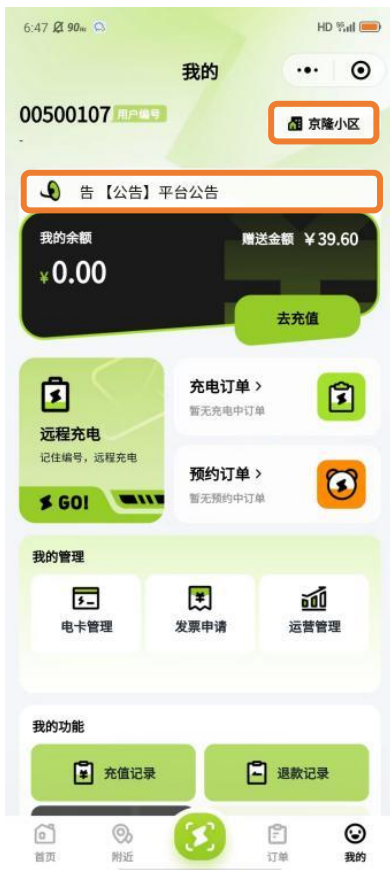 6:47 90m HD 5G
我的
00500107 用户编号
京隆小区
-
告 【公告】平台公告
我的余额
赠送金额 ¥39.60
¥0.00
去充值
远程充电
记住编号，远程充电
GO!
充电订单 >
暂无充电中订单
预约订单 >
暂无预约中订单
我的管理
电卡管理
发票申请
运营管理
我的功能
充值记录
退款记录
首页
附近
订单
我的